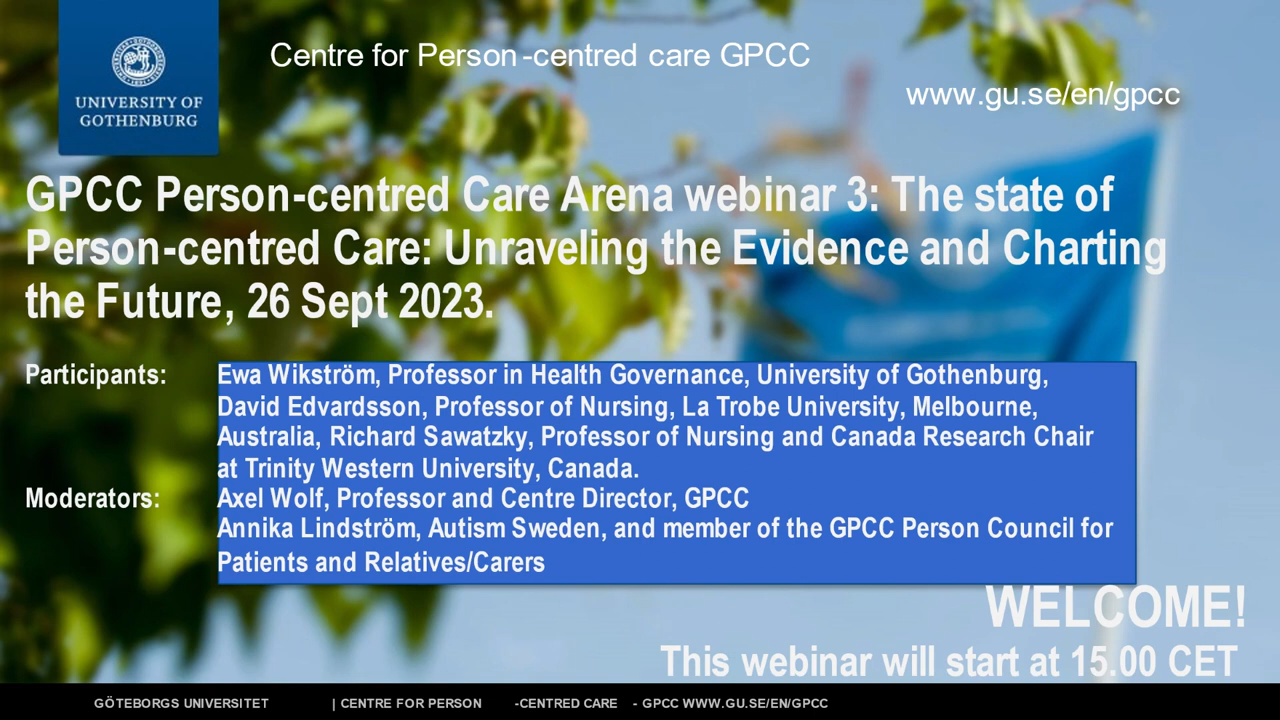 UNIVERSITY OF
GOTHENBURG
Centre for Person-centred care GPCC
www.gu.se/en/gpcc
GPCC Person-centred Care Arena webinar 3: The state of
Person-centred Care: Unraveling the Evidence and Charting
the Future, 26 Sept 2023.
Participants: Ewa Wikström, Professor in Health Governance, University of Gothenburg,
David Edvardsson, Professor of Nursing, La Trobe University, Melbourne,
Australia, Richard Sawatzky, Professor of Nursing and Canada Research Chair
at Trinity Western University, Canada.
Moderators: Axel Wolf, Professor and Centre Director, GPCC
Annika Lindström, Autism Sweden, and member of the GPCC Person Council for
Patients and Relatives/Carers
WELCOME!
This webinar will start at 15.00 CET
GÖTEBORGS UNIVERSITET | CENTRE FOR PERSON -CENTRED CARE - GPCC WWW.GU.SE/EN/GPCC